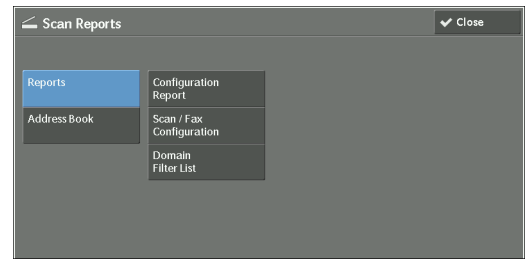 Scan Reports
Close
Reports
Configuration
Report
Address Book
Scan / Fax
Configuration
Domain
Filter List